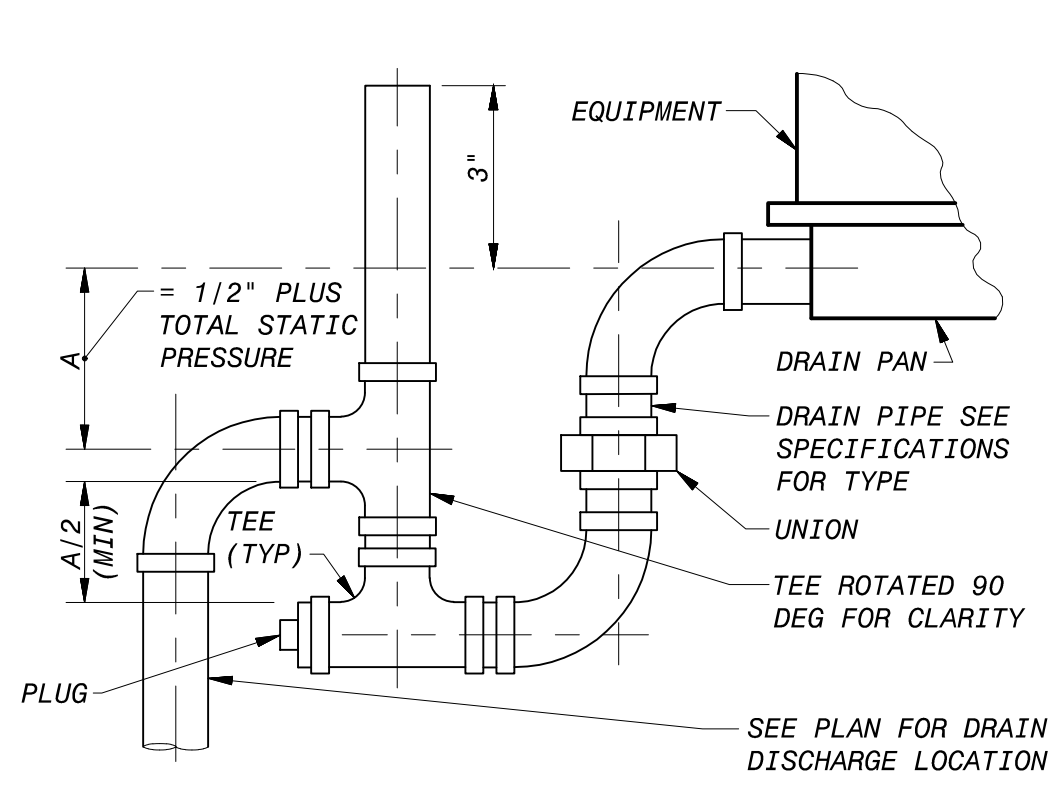 EQUIPMENT
3"
= 1/2" PLUS
TOTAL STATIC
PRESSURE
A
DRAIN PAN
DRAIN PIPE SEE
SPECIFICATIONS
FOR TYPE
A/2
(MIN)
TEE
(TYP)
UNION
TEE ROTATED 90
DEG FOR CLARITY
PLUG
SEE PLAN FOR DRAIN
DISCHARGE LOCATION